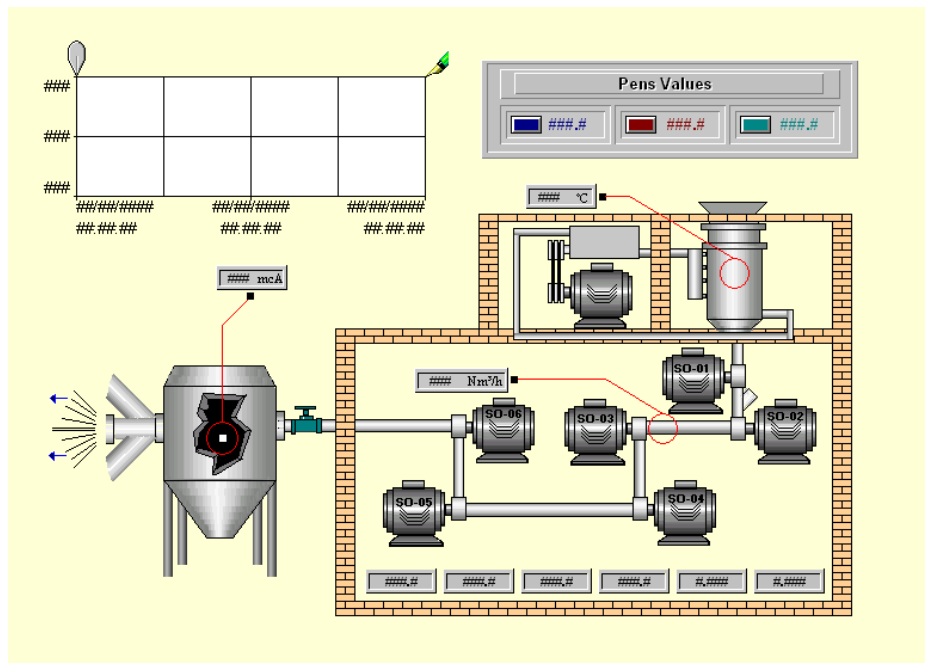 Pens Values
###.# ###.# ###.#
###
###
###
##/##/#### ##/##/#### ##/##/####
##:##:## ##:##:## ##:##:##
### °C
### mcA
### Nm³/h
SO-01
SO-06 SO-03 SO-02
SO-05 SO-04
###.# ###.# ###.# ###.# #.### #.###